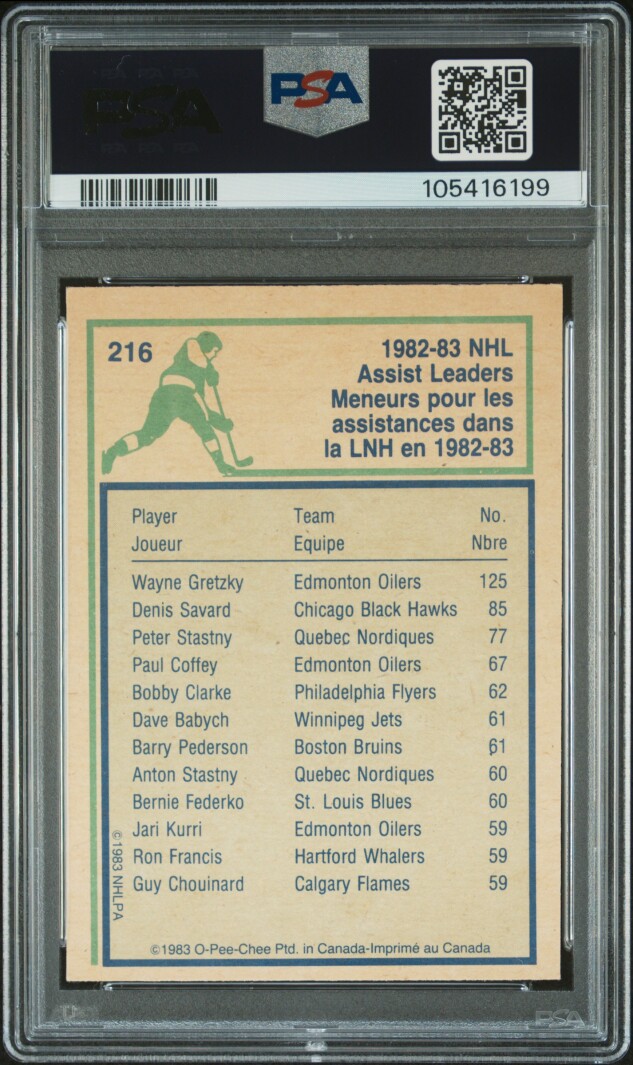 PSA
PSA
105416199
216
1982-83 NHL
Assist Leaders
Meneurs pour les
assistances dans
la LNH en 1982-83
Player Team No.
Joueur Equipe Nbre
Wayne Gretzky Edmonton Oilers 125
Denis Savard Chicago Black Hawks 85
Peter Stastny Quebec Nordiques 77
Paul Coffey Edmonton Oilers 67
Bobby Clarke Philadelphia Flyers 62
Dave Babych Winnipeg Jets 61
Barry Pederson Boston Bruins 61
Anton Stastny Quebec Nordiques 60
Bernie Federko St. Louis Blues 60
Jari Kurri Edmonton Oilers 59
Ron Francis Hartford Whalers 59
Guy Chouinard Calgary Flames 59
©1983 NHLPA
©1983 O-Pee-Chee Ptd. in Canada-Imprimé au Canada
PSA